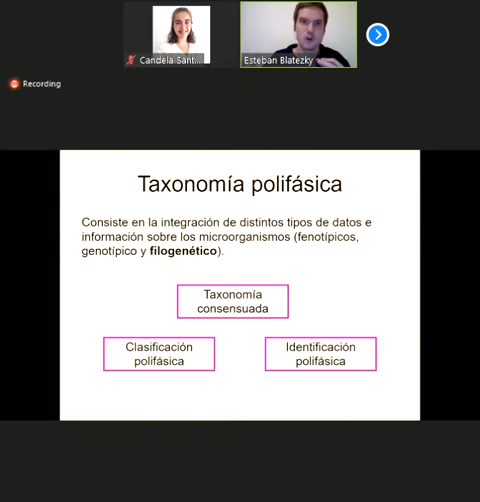 Candela Sant...
Esteban Blatezky
Recording
Taxonomía polifásica
Consiste en la integración de distintos tipos de datos e
información sobre los microorganismos (fenotípicos,
genotípico y filogenético).
Taxonomía
consensuada
Clasificación
polifásica
Identificación
polifásica